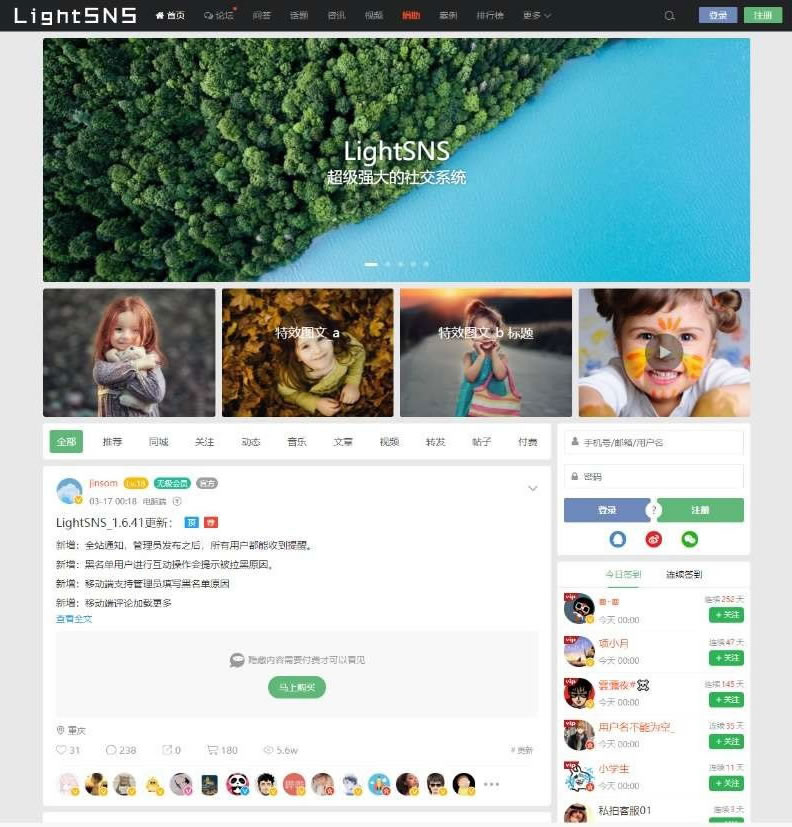 LightSNS 首页 论坛 问答 话题 资讯 视频 捐助 案例 排行榜 更多 登录 注册
LightSNS
超级强大的社交系统
特效图文_a
特效图文_b 标题
全部 推荐 同城 关注 动态 音乐 文章 视频 转发 帖子 付费
jinsom Lv.18 无极会员 官方
03-17 00:18 电脑端
LightSNS_1.6.41更新： 顶 荐
新增：全站通知，管理员发布之后，所有用户都能收到提醒。
新增：黑名单用户进行互动操作会提示被拉黑原因。
新增：移动端支持管理员填写黑名单原因
新增：移动端评论加载更多
查看全文
隐藏内容需要付费才可以看见
马上购买
重庆
31 238 0 180 5.6w # 更新
手机号/邮箱/用户名
密码
登录 ? 注册
今日签到 连续签到
vip 连续 252 天
今天 00:00 + 关注
vip 项小月 连续 47 天
今天 00:00 + 关注
vip 连续 145 天
今天 00:00 + 关注
vip 用户名不能为空_ 连续 35 天
今天 00:00 + 关注
vip 小学生 连续 11 天
今天 00:00 + 关注
私拍客服01 连续 3 天